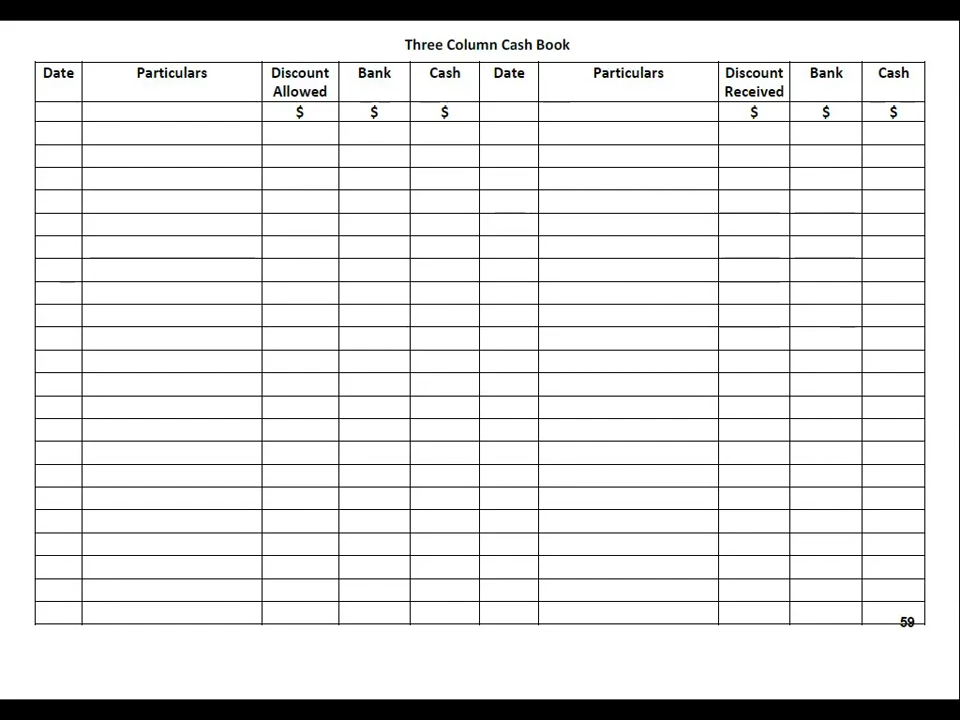 Three Column Cash Book
Date Particulars Discount Allowed Bank Cash Date Particulars Discount Received Bank Cash
$ $ $ $ $ $
59